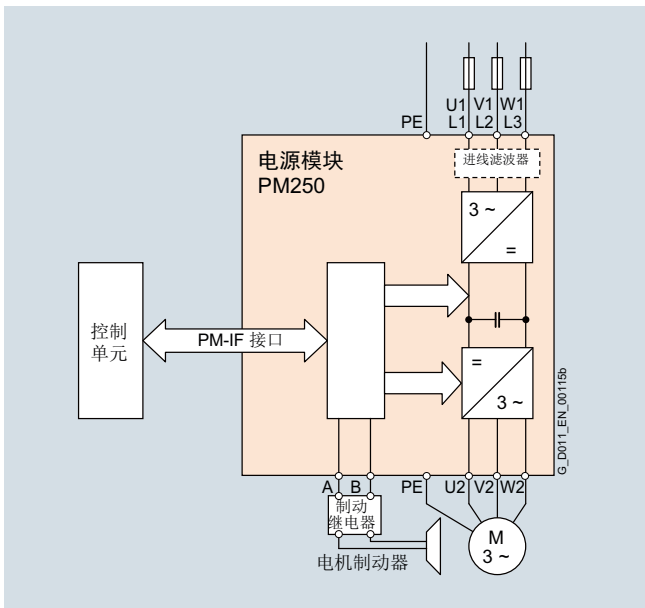 U1 V1 W1
PE L1 L2 L3
电源模块
PM250
进线滤波器
3 ~
=
控制
单元
PM-IF 接口
=
3 ~
G_D011_EN_00115b
A B PE U2 V2 W2
制动
继电器
电机制动器
M
3 ~